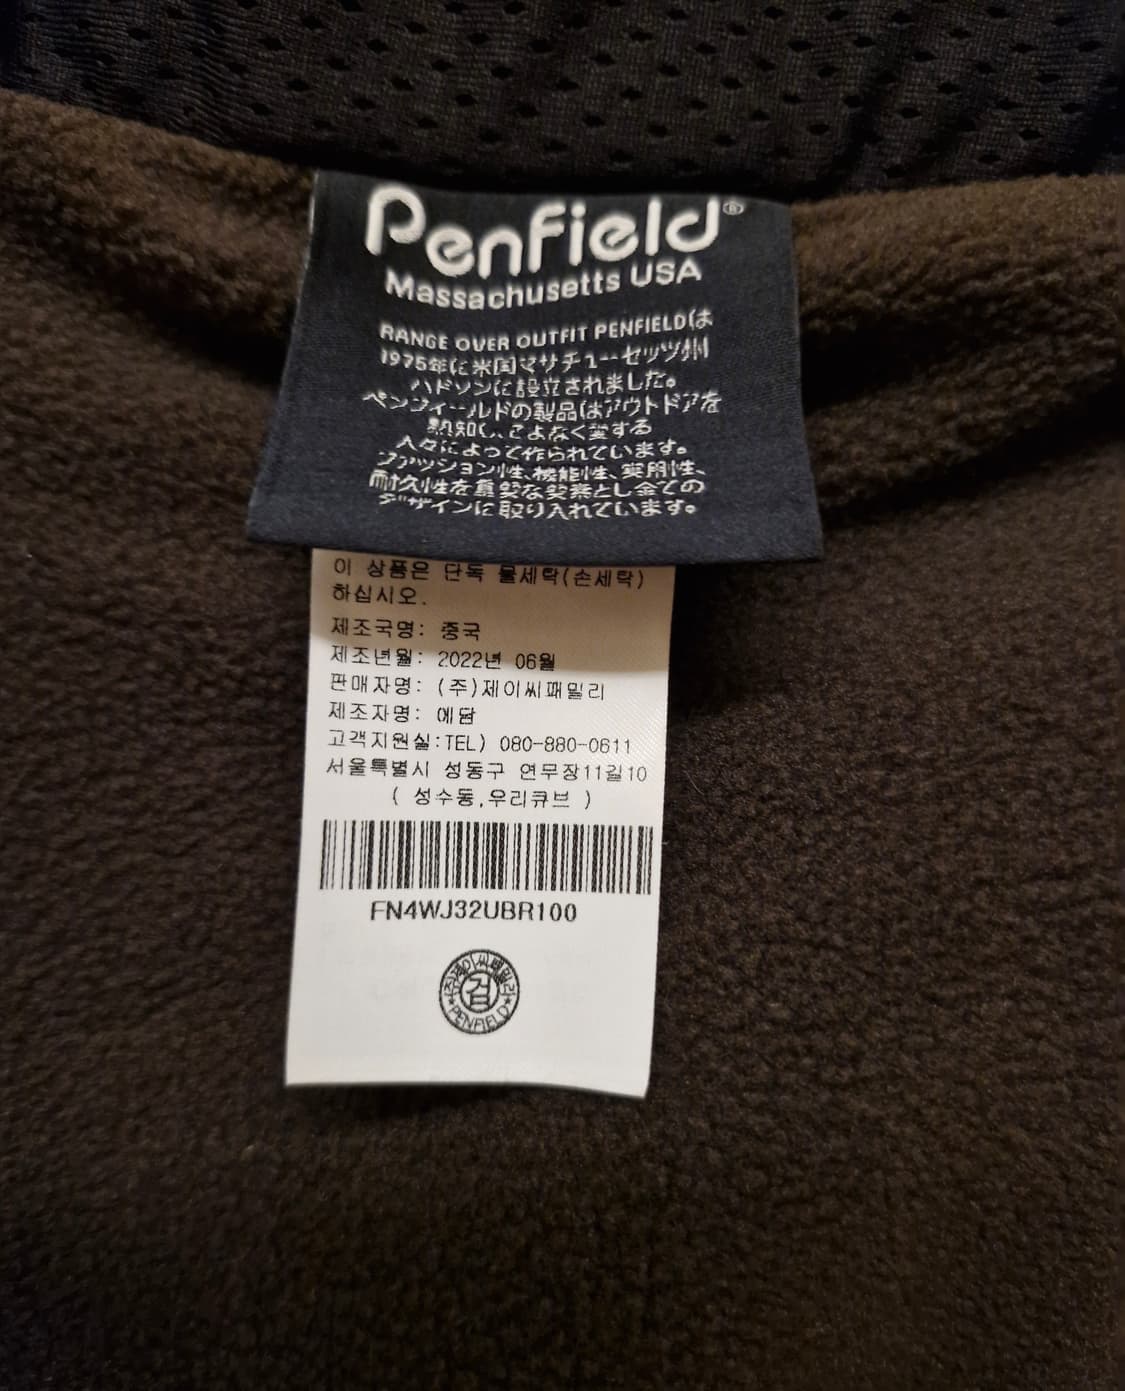 Penfield®
Massachusetts USA
RANGE OVER OUTFIT PENFIELDは
1975年に米国マサチューセッツ州
ハドソンに設立されました。
ペンフィールドの製品はアウトドアを
熟知し、こよなく愛する
人々によって作られています。
ファッション性、機能性、実用性、
耐久性を重要な要素とし全ての
デザインに取り入れています。
이 상품은 단독 물세탁(손세탁)
하십시오.
제조국명: 중국
제조년월: 2022년 06월
판매자명: (주)제이씨패밀리
제조자명: 에담
고객지원실:TEL) 080-880-0611
서울특별시 성동구 연무장11길10
( 성수동,우리큐브 )
FN4WJ32UBR100
(주)제이씨패밀리
검
★PENFIELD★